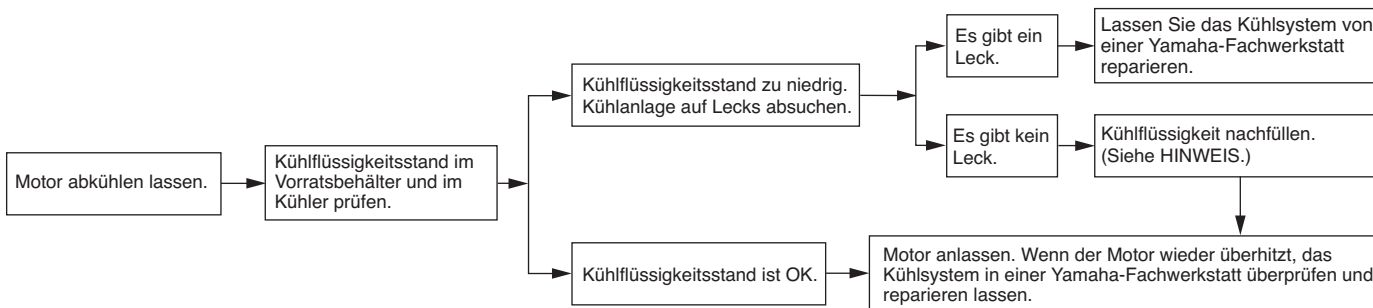 Motor abkühlen lassen.
Kühlflüssigkeitsstand im
Vorratsbehälter und im
Kühler prüfen.
Kühlflüssigkeitsstand zu niedrig.
Kühlanlage auf Lecks absuchen.
Es gibt ein
Leck.
Lassen Sie das Kühlsystem von
einer Yamaha-Fachwerkstatt
reparieren.
Es gibt kein
Leck.
Kühlflüssigkeit nachfüllen.
(Siehe HINWEIS.)
Kühlflüssigkeitsstand ist OK.
Motor anlassen. Wenn der Motor wieder überhitzt, das
Kühlsystem in einer Yamaha-Fachwerkstatt überprüfen und
reparieren lassen.